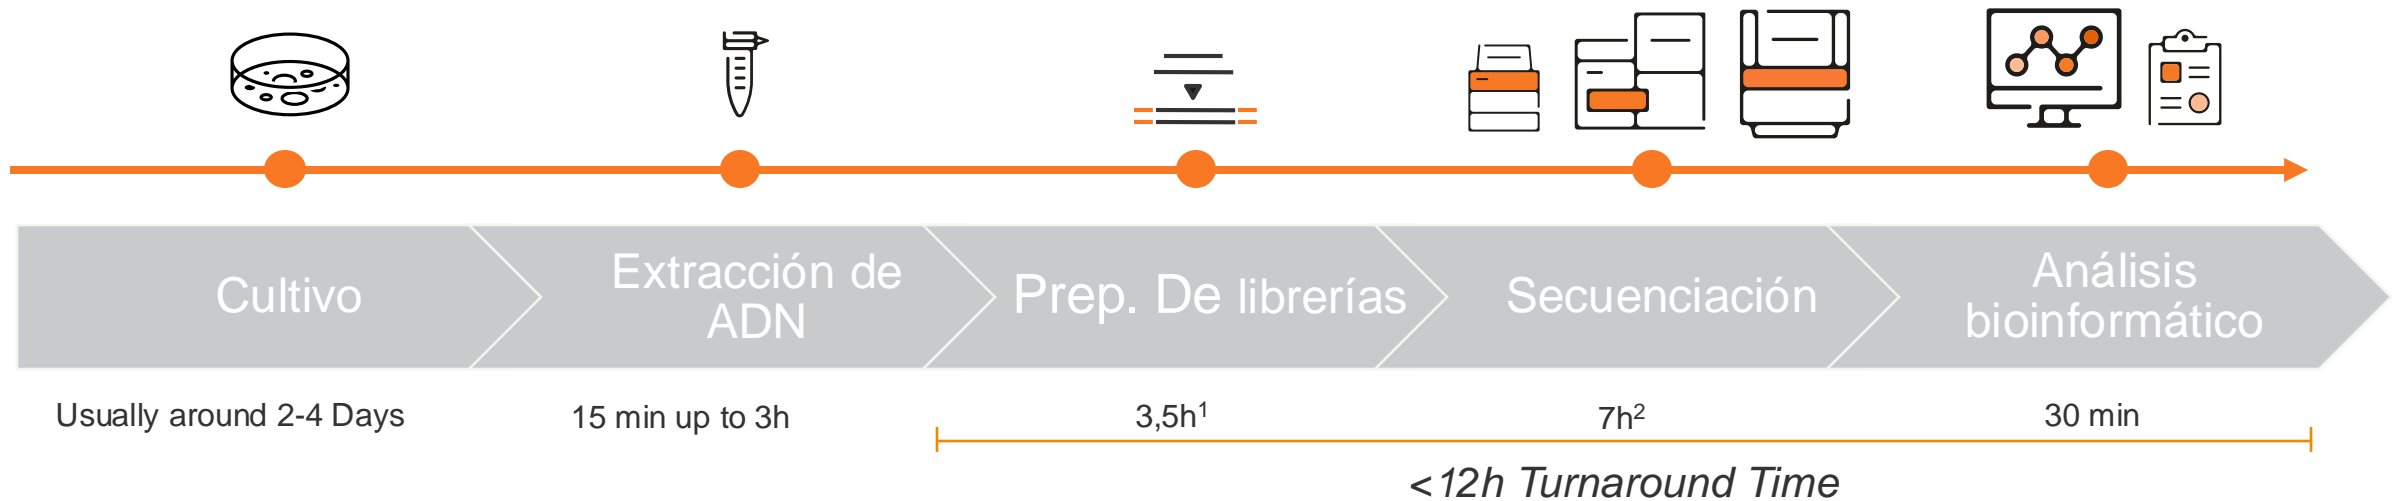 Cultivo
Extracción de
ADN
Prep. De librerías
Secuenciación
Análisis
bioinformático
Usually around 2-4 Days
15 min up to 3h
3,5h¹
7h²
30 min
<12h Turnaround Time